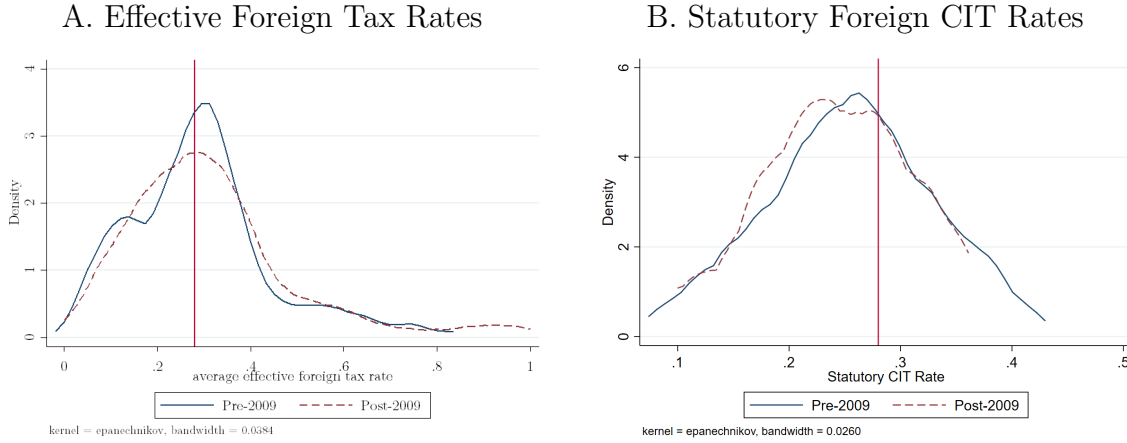 A. Effective Foreign Tax Rates
4
3
2
1
0
Density
0 .2 .4 .6 .8 1
average effective foreign tax rate
Pre-2009 Post-2009
kernel = epanechnikov, bandwidth = 0.0384
B. Statutory Foreign CIT Rates
6
4
2
0
Density
.1 .2 .3 .4 .5
Statutory CIT Rate
Pre-2009 Post-2009
kernel = epanechnikov, bandwidth = 0.0260